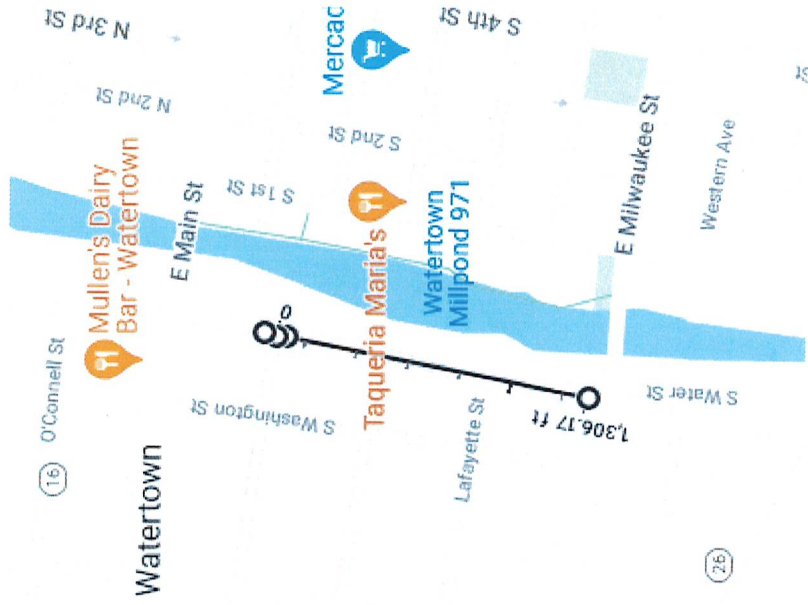 N 3rd St
S 4th St
Mercac
N 2nd St
S 2nd St
St
Mullen's Dairy
Bar - Watertown
S 1st St
Taqueria Maria's
Watertown
Millpond 971
E Main St
E Milwaukee St
Western Ave
O'Connell St
16
Watertown
S Washington St
0'
Lafayette St
1,306.17 ft
S Water St
26